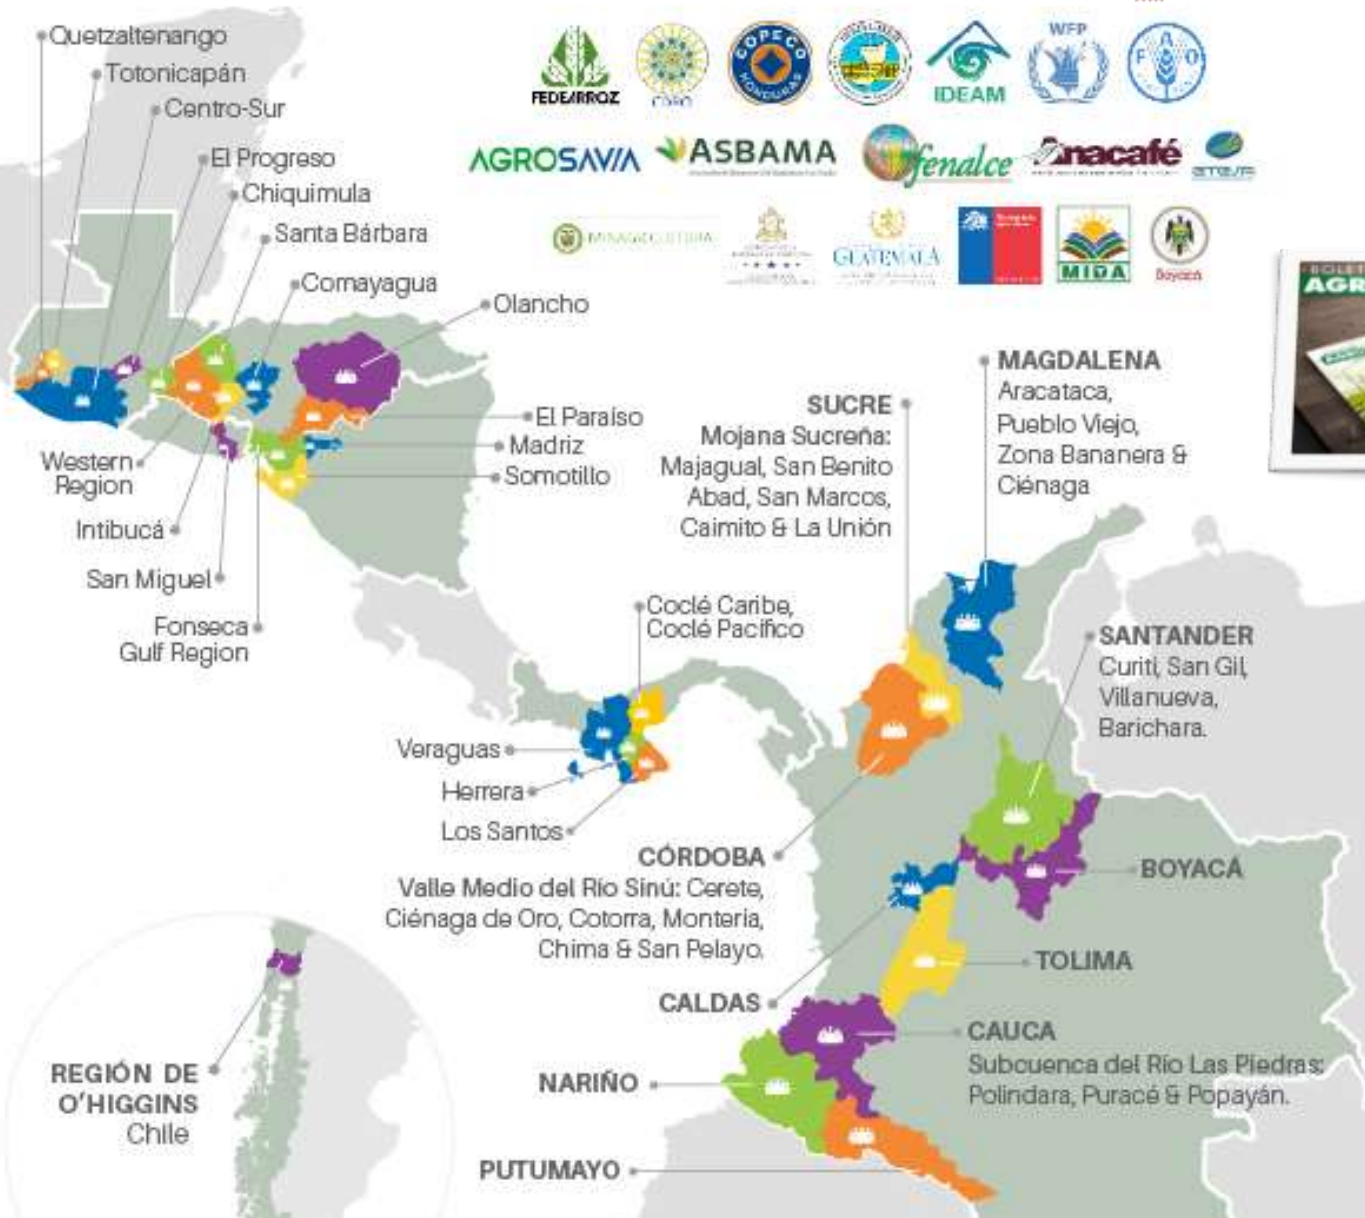 Quetzaltenango
Totonicapán
Centro-Sur
El Progreso
Chiquimula
Santa Bárbara
Comayagua
Olancho
El Paraíso
Madriz
Somotillo
Western
Region
Intibucá
San Miguel
Fonseca
Gulf Region
FEDEARROZ
COPECO
HONDURAS
IDEAM
WFP
F A O
AGROSAVIA
ASBAMA
fenalce
Anacafé
MINAGRICULTURA
GUATEMALA
MIDA
Boyacá
AGR
SUCRE
Mojana Sucreña:
Majagual, San Benito
Abad, San Marcos,
Caimito & La Unión
MAGDALENA
Aracataca,
Pueblo Viejo,
Zona Bananera &
Ciénaga
Coclé Caribe,
Coclé Pacífico
Veraguas
Herrera
Los Santos
SANTANDER
Curití, San Gil,
Villanueva,
Barichara.
CÓRDOBA
Valle Medio del Río Sinú: Cerete,
Ciénaga de Oro, Cotorra, Montería,
Chima & San Pelayo.
BOYACÁ
TOLIMA
CALDAS
CAUCA
Subcuenca del Río Las Piedras:
Polindara, Puracé & Popayán.
NARIÑO
PUTUMAYO
REGIÓN DE
O'HIGGINS
Chile